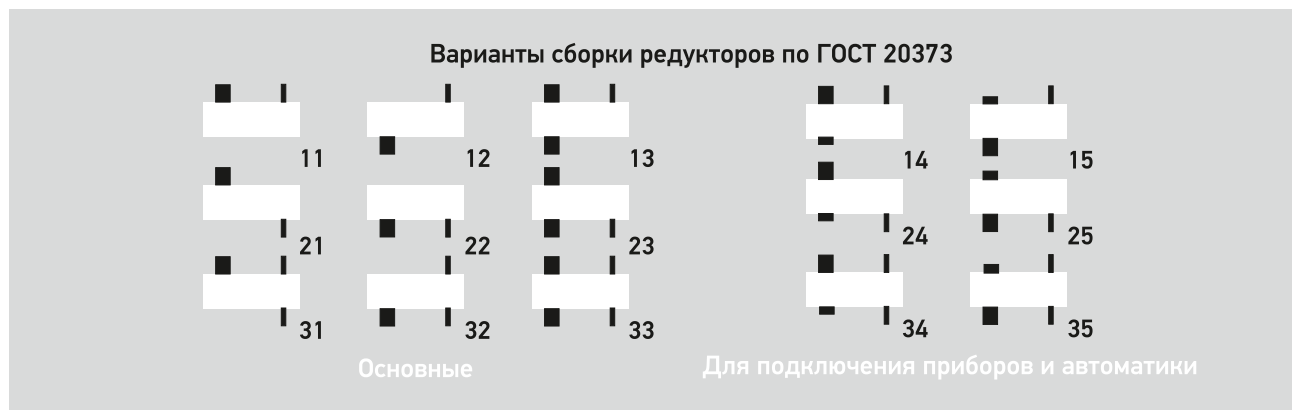 Варианты сборки редукторов по ГОСТ 20373
11 12 13 14 15
21 22 23 24 25
31 32 33 34 35
Основные Для подключения приборов и автоматики